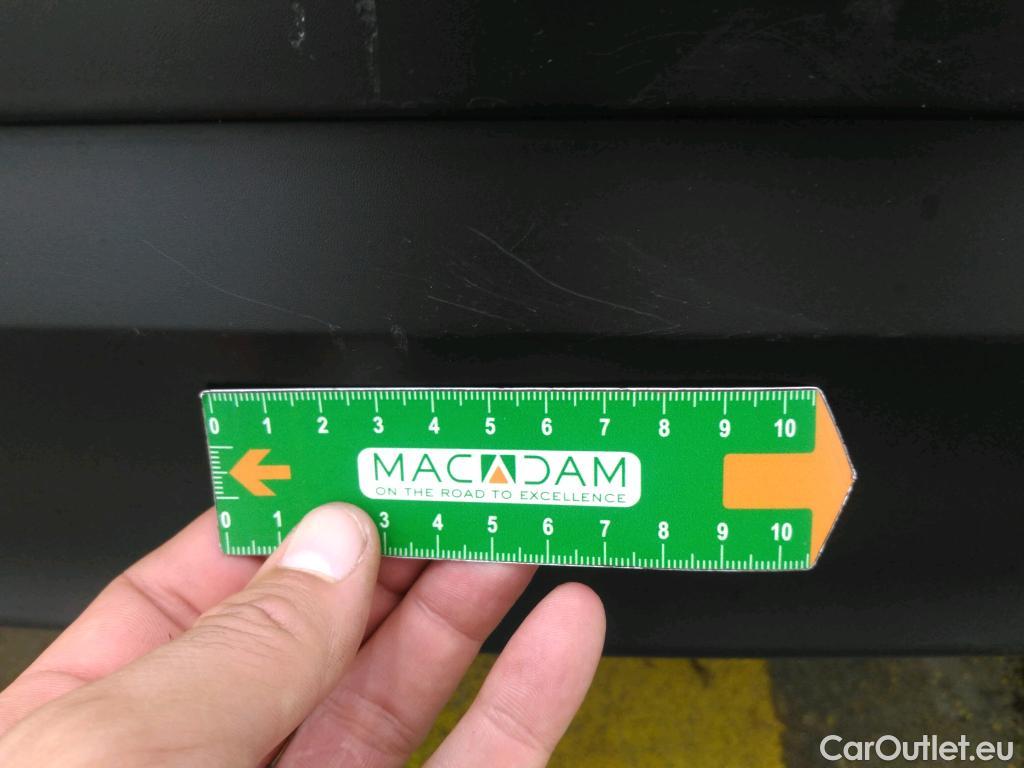 0 1 2 3 4 5 6 7 8 9 10
MACADAM
ON THE ROAD TO EXCELLENCE
0 1 3 4 5 6 7 8 9 10
CarOutlet.eu